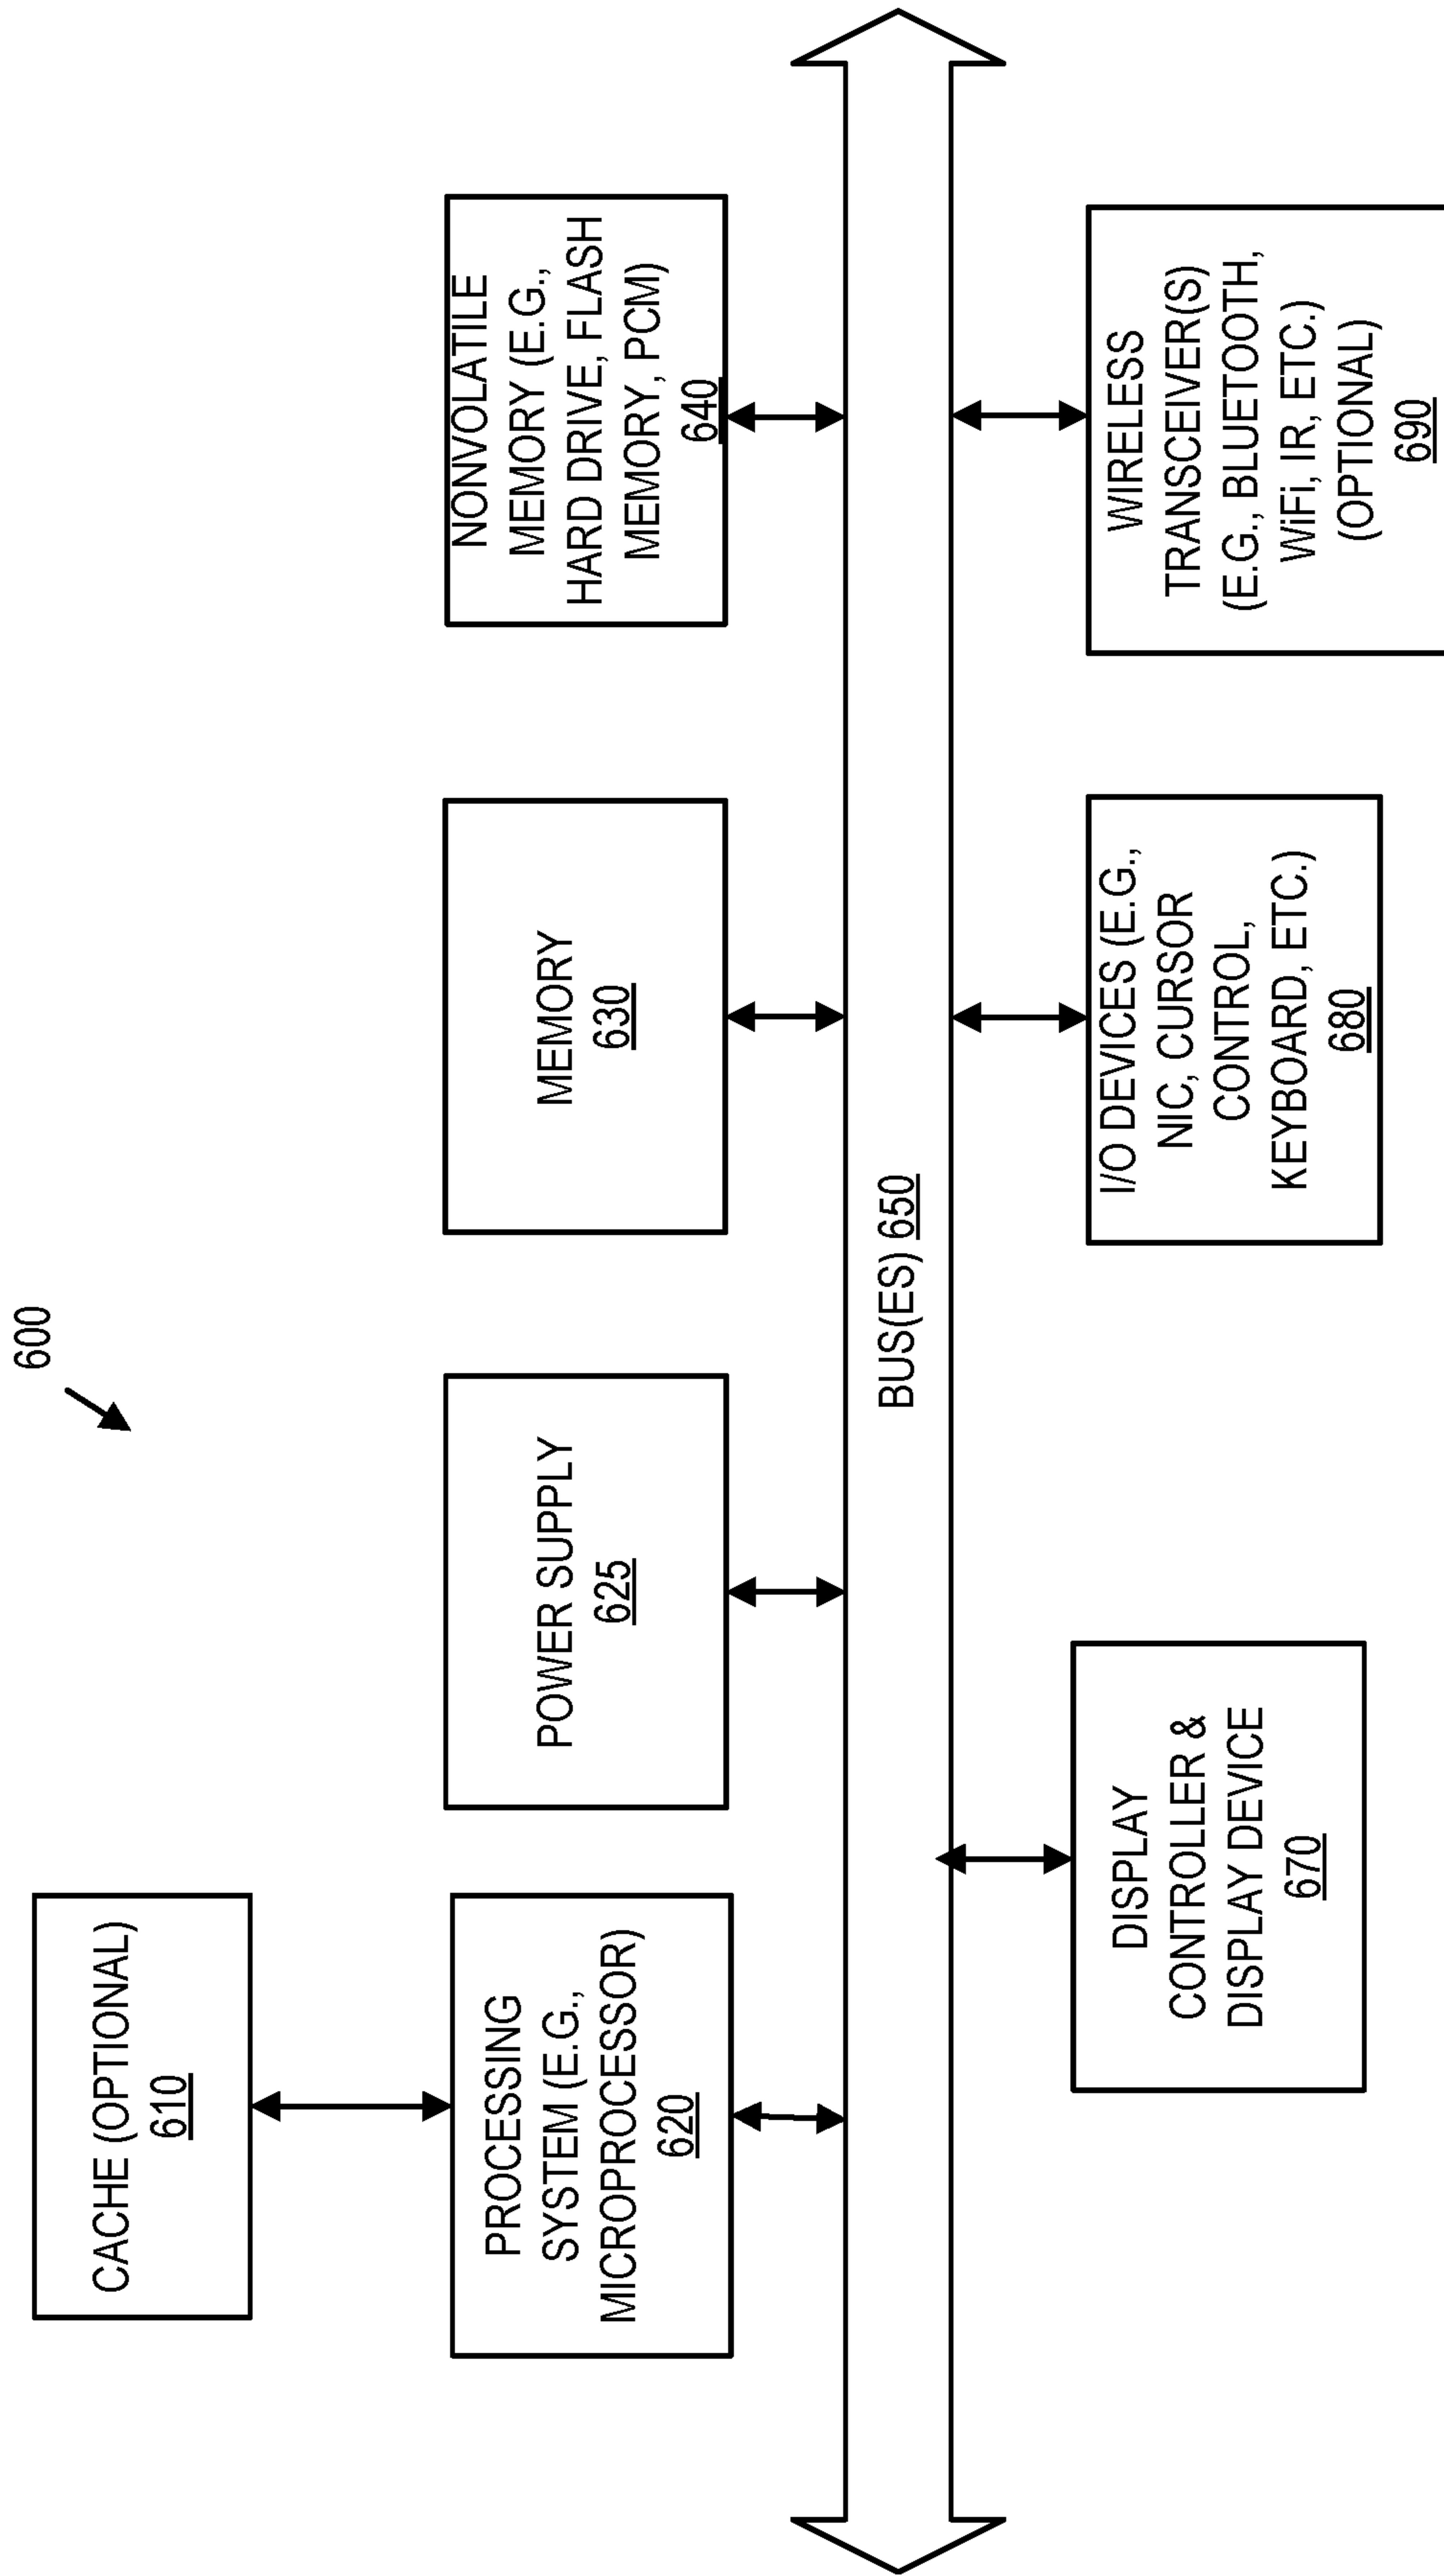 600
CACHE (OPTIONAL)
610
PROCESSING
SYSTEM (E.G.,
MICROPROCESSOR)
620
POWER SUPPLY
625
MEMORY
630
NONVOLATILE
MEMORY (E.G.,
HARD DRIVE, FLASH
MEMORY, PCM)
640
BUS(ES) 650
DISPLAY
CONTROLLER &
DISPLAY DEVICE
670
I/O DEVICES (E.G.,
NIC, CURSOR
CONTROL,
KEYBOARD, ETC.)
680
WIRELESS
TRANSCEIVER(S)
(E.G., BLUETOOTH,
WiFi, IR, ETC.)
(OPTIONAL)
690